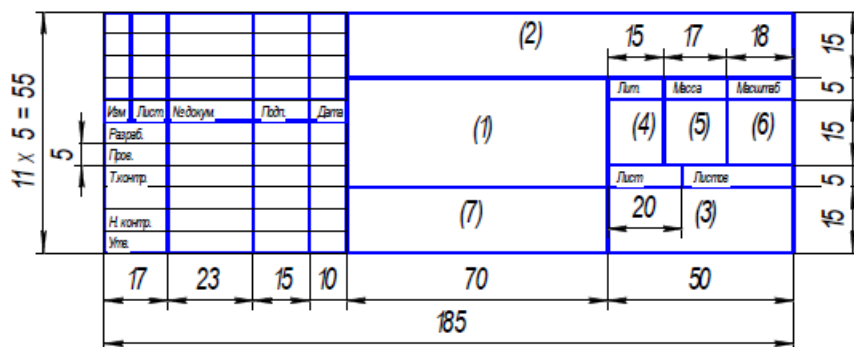 (2)
15 17 18
15
Лит. Масса Масштаб
5
11 x 5 = 55
Изм Лист №докум. Подп. Дата
(1)
(4) (5) (6)
15
Разраб.
5
Пров.
Т.контр.
Лист Листов
5
(7)
20
(3)
15
Н. контр.
Утв.
17 23 15 10 70 50
185